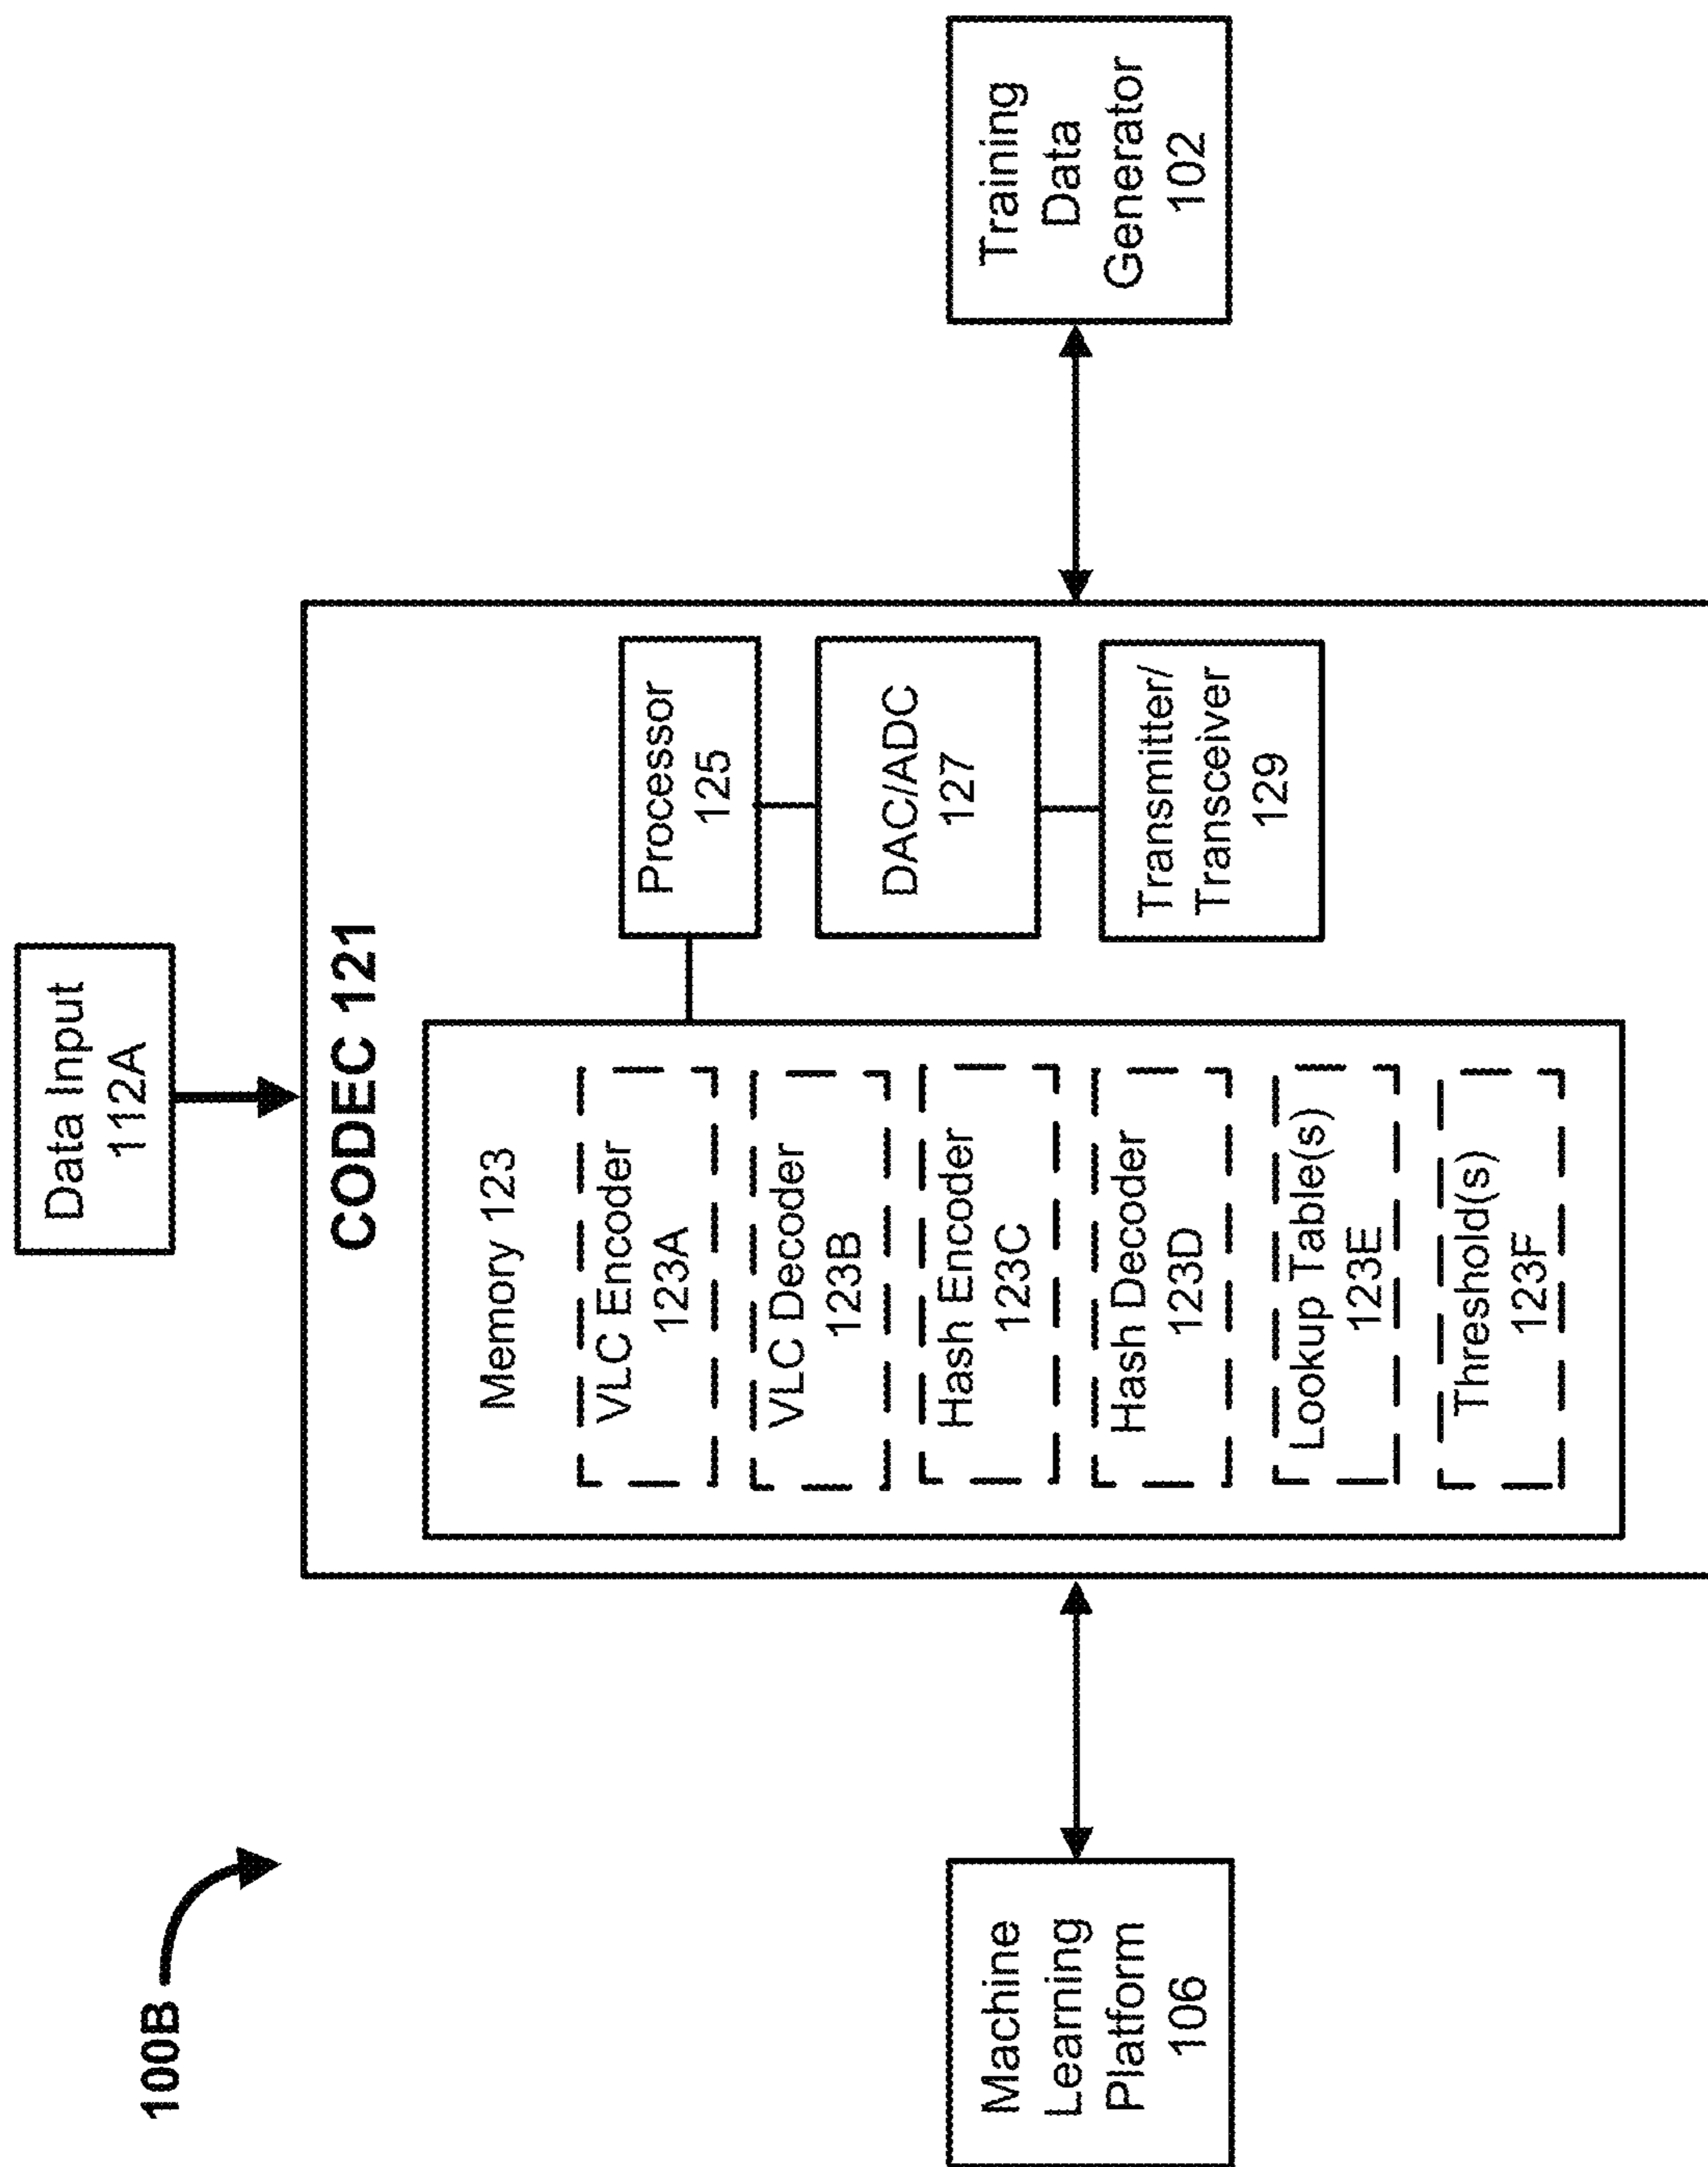 100B
Data Input
112A
CODEC 121
Machine
Learning
Platform
106
Memory 123
VLC Encoder
123A
VLC Decoder
123B
Hash Encoder
123C
Hash Decoder
123D
Lookup Table(s)
123E
Threshold(s)
123F
Processor
125
DAC/ADC
127
Transmitter/
Transceiver
129
Training
Data
Generator
102